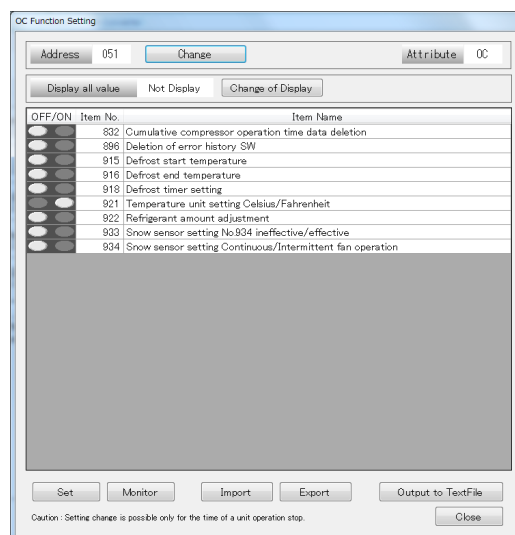 OC Function Setting
Address 051 Change Attribute OC
Display all value Not Display Change of Display
OFF/ON Item No. Item Name
832 Cumulative compressor operation time data deletion
896 Deletion of error history SW
915 Defrost start temperature
916 Defrost end temperature
918 Defrost timer setting
921 Temperature unit setting Celsius/Fahrenheit
922 Refrigerant amount adjustment
933 Snow sensor setting No.934 ineffective/effective
934 Snow sensor setting Continuous/Intermittent fan operation
Set Monitor Import Export Output to TextFile
Caution : Setting change is possible only for the time of a unit operation stop. Close